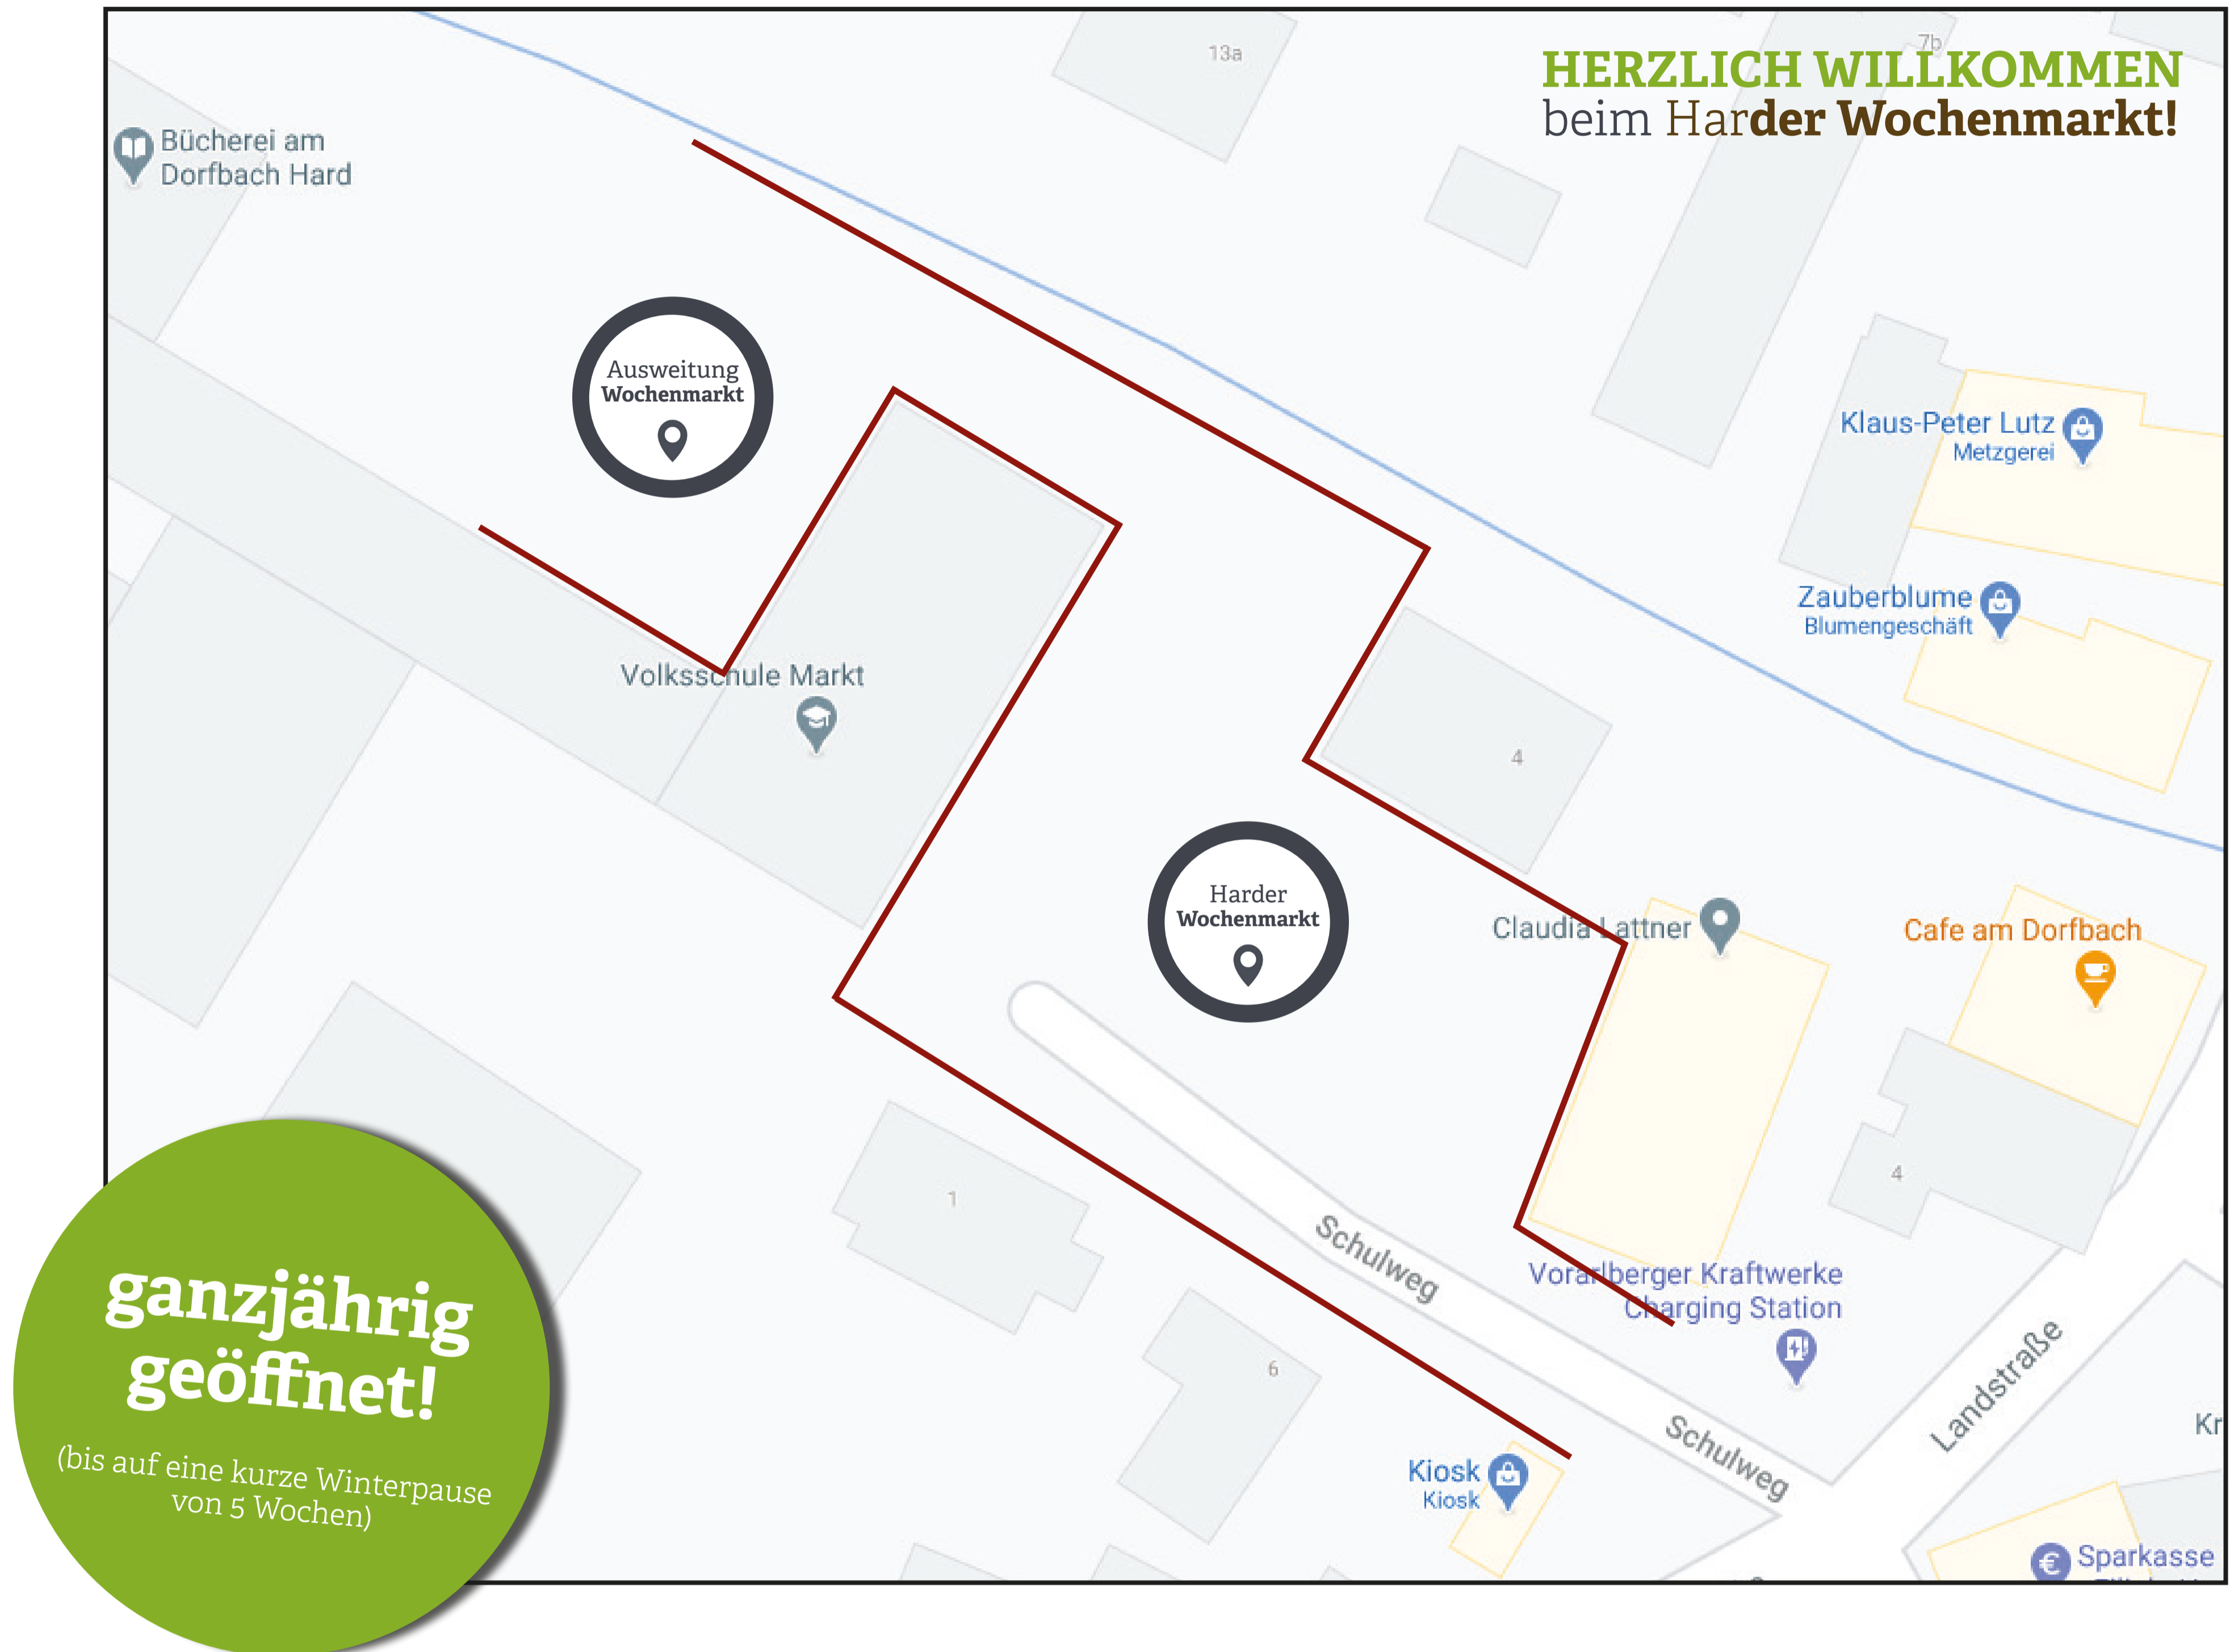 HERZLICH WILLKOMMEN
beim Harder Wochenmarkt!
13a
7b
Bücherei am
Dorfbach Hard
Ausweitung
Wochenmarkt
Klaus-Peter Lutz
Metzgerei
Zauberblume
Blumengeschäft
Volksschule Markt
4
Harder
Wochenmarkt
Claudia Lattner
Cafe am Dorfbach
4
1
Schulweg
Vorarlberger Kraftwerke
Charging Station
6
Landstraße
Schulweg
Kr
Kiosk
Kiosk
Sparkasse
ganzjährig
geöffnet!
(bis auf eine kurze Winterpause
von 5 Wochen)